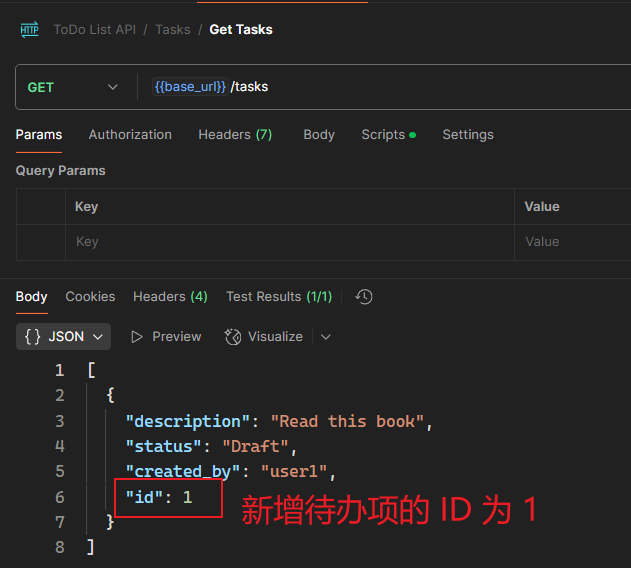 HTTP ToDo List API / Tasks / Get Tasks
GET {{base_url}}/tasks
Params Authorization Headers (7) Body Scripts Settings
Query Params
Key Value
Key Value
Body Cookies Headers (4) Test Results (1/1)
{} JSON Preview Visualize
1 [
2 {
3 "description": "Read this book",
4 "status": "Draft",
5 "created_by": "user1",
6 "id": 1 新增待办项的 ID 为 1
7 }
8 ]